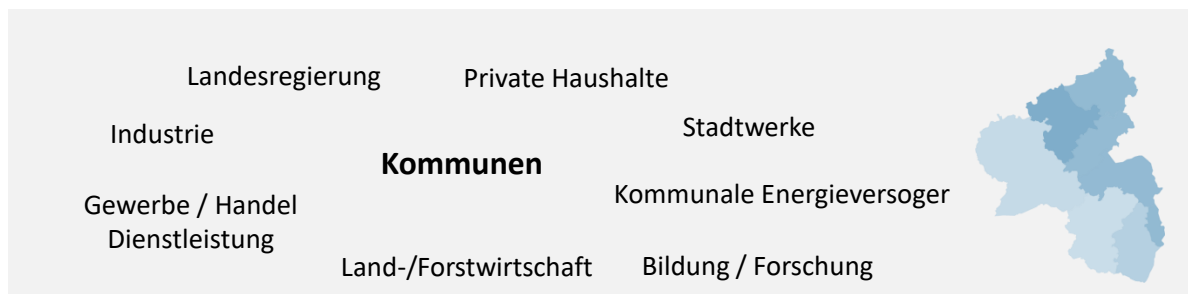 Landesregierung
Private Haushalte
Industrie
Stadtwerke
Kommunen
Kommunale Energieversoger
Gewerbe / Handel
Dienstleistung
Land-/Forstwirtschaft
Bildung / Forschung